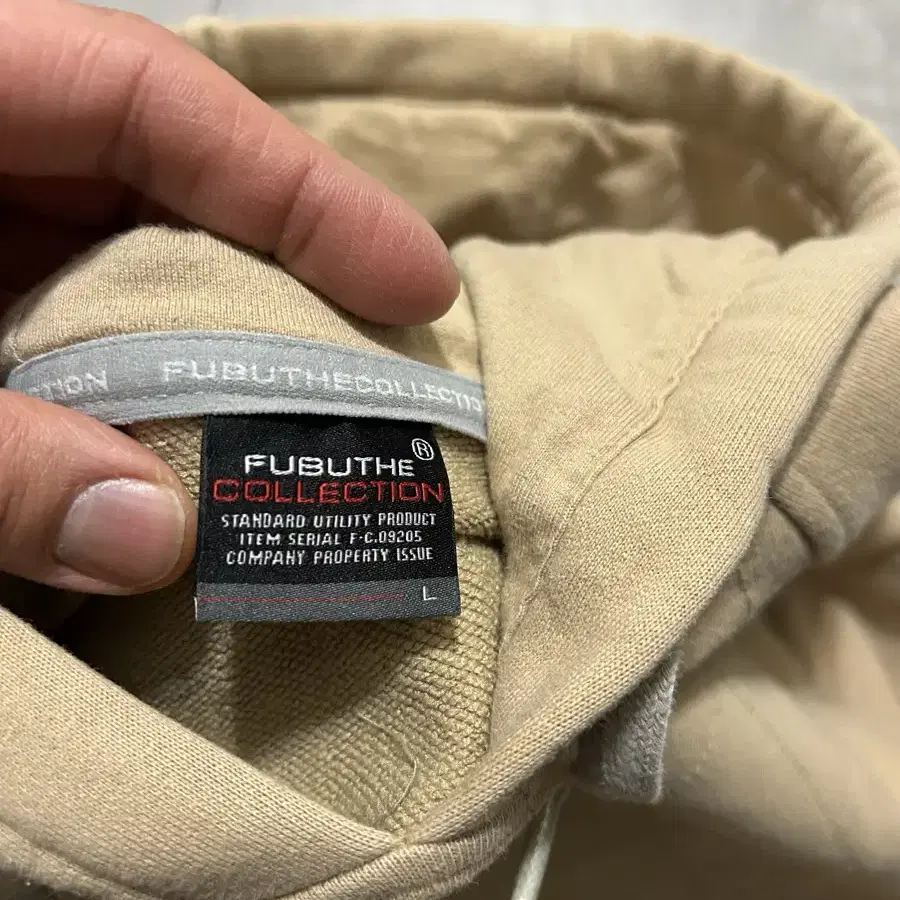 CTION FUBUTHECOLLECTIO
FUBUTHE ®
COLLECTION
STANDARD UTILITY PRODUCT
ITEM SERIAL F-C.09205
COMPANY PROPERTY ISSUE
L